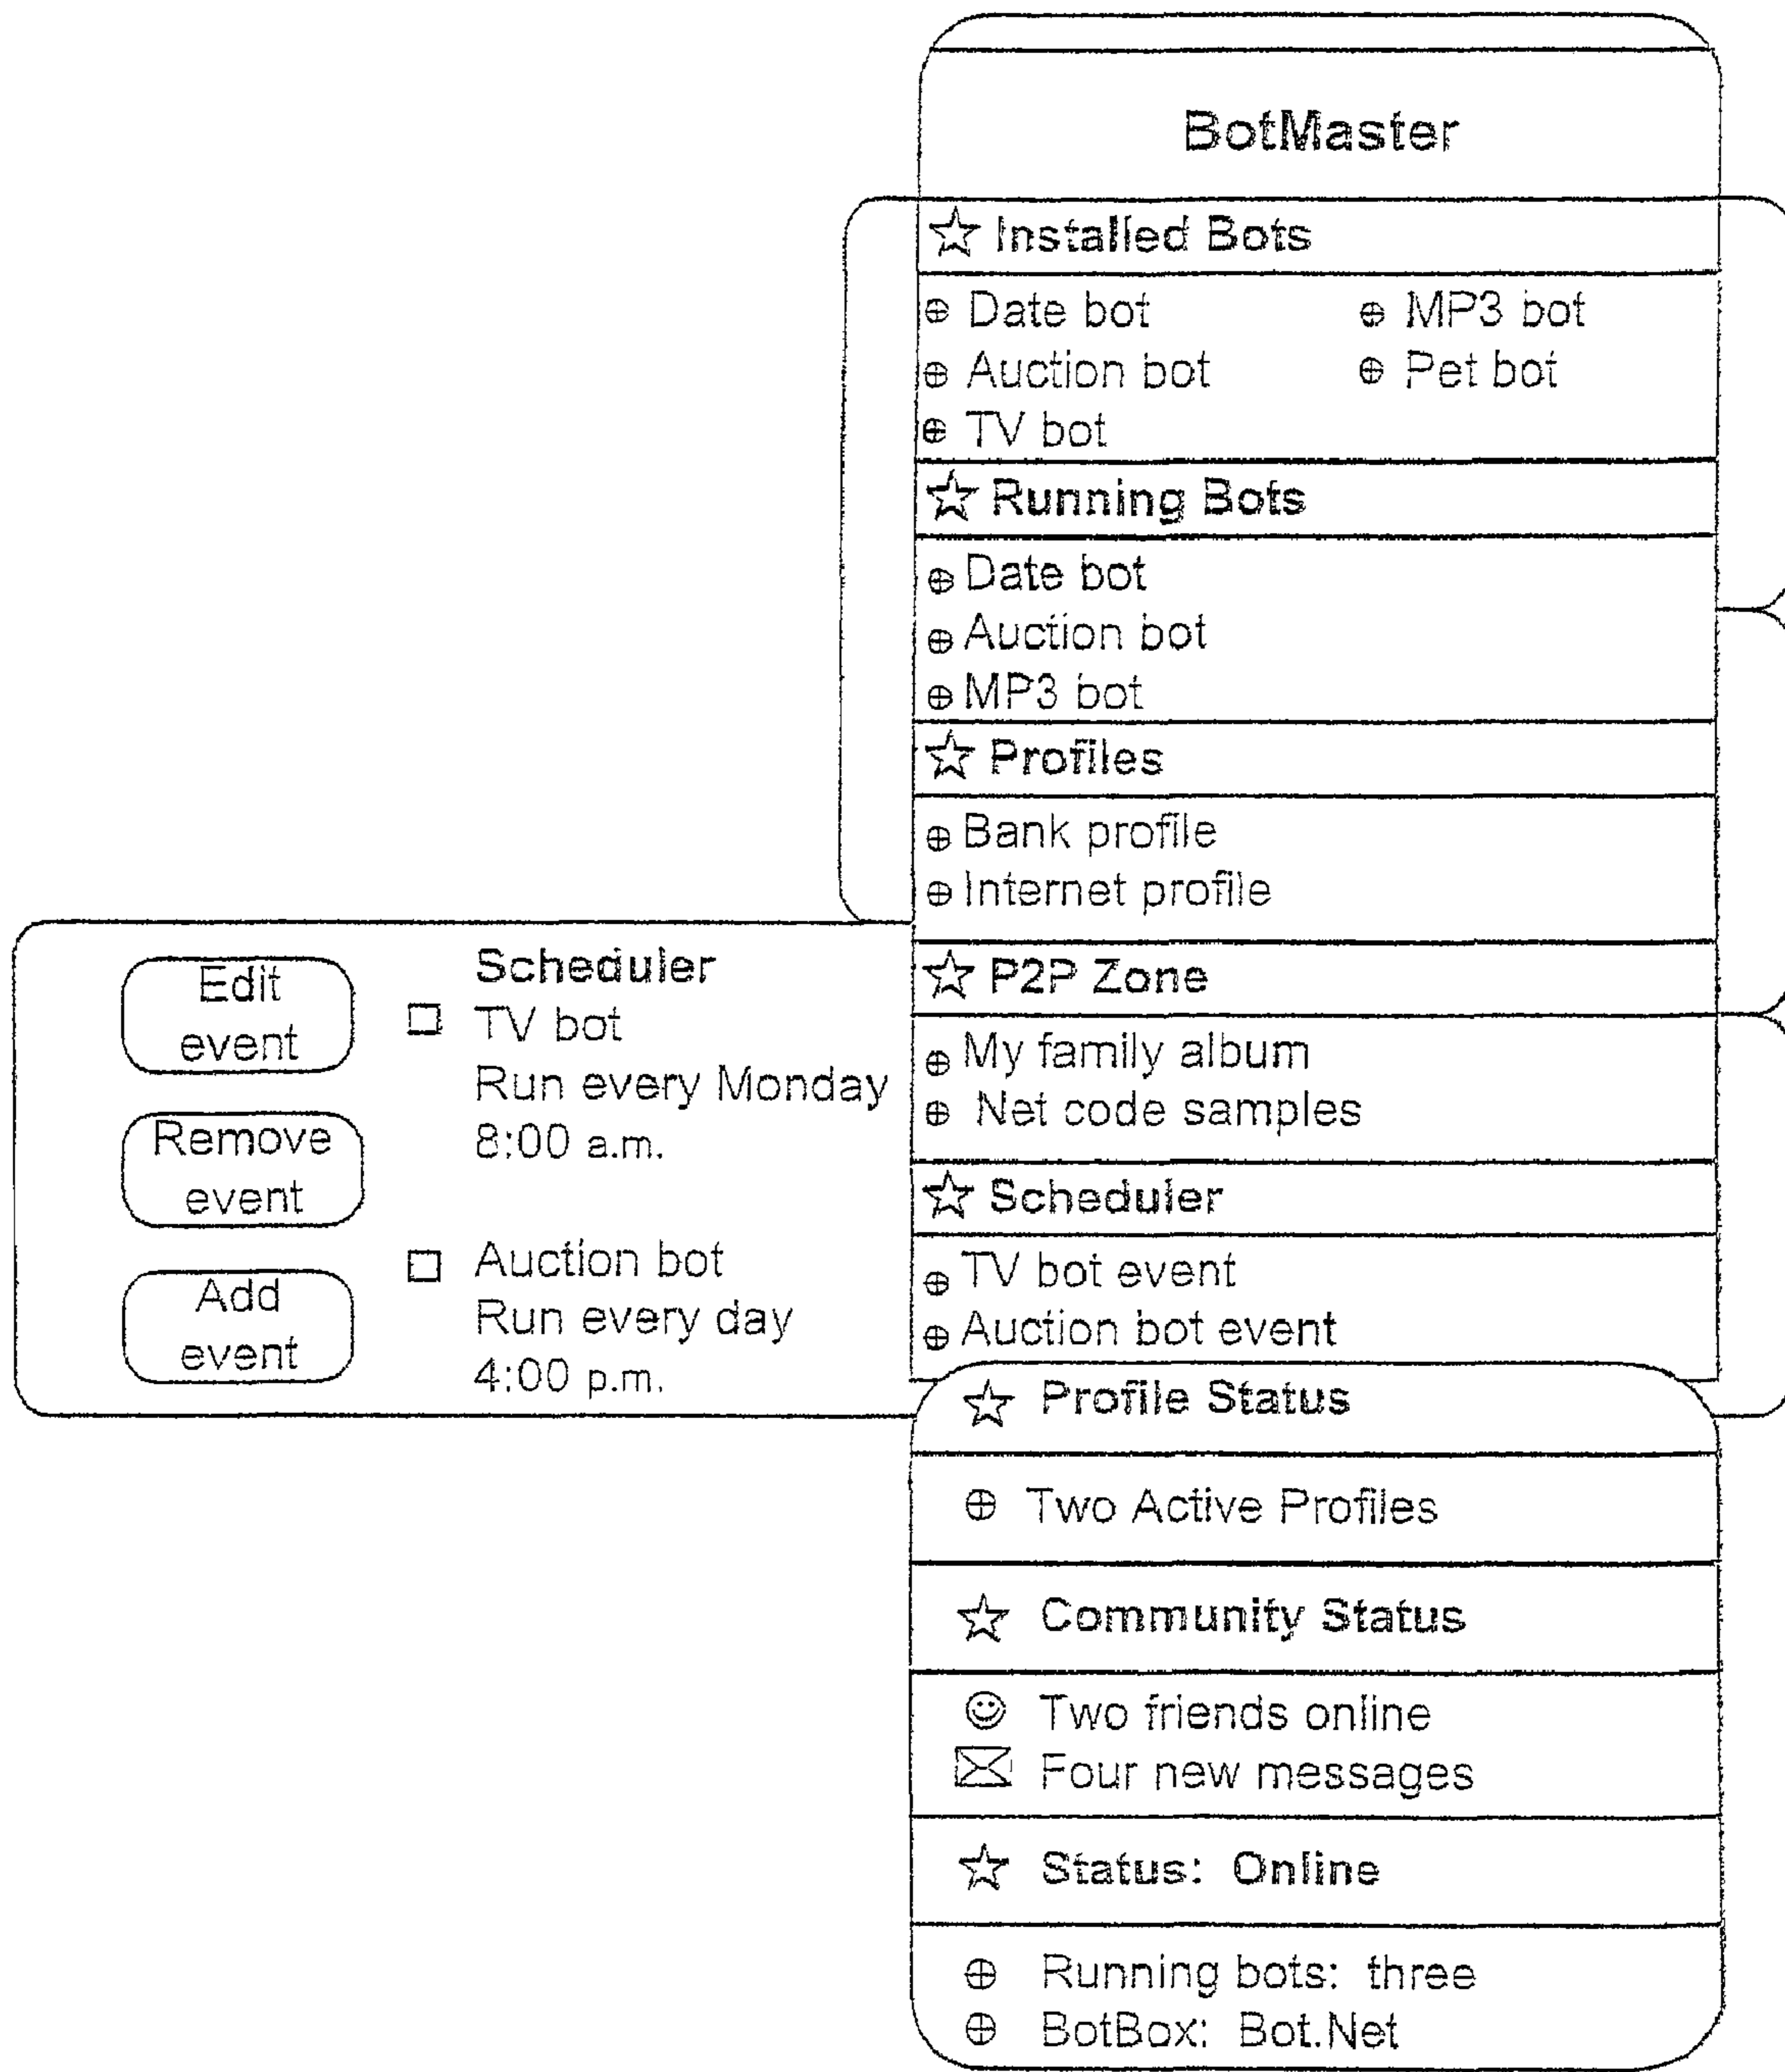 BotMaster
Installed Bots
Date bot
MP3 bot
Auction bot
Pet bot
TV bot
Running Bots
Date bot
Auction bot
MP3 bot
Profiles
Bank profile
Internet profile
P2P Zone
My family album
Net code samples
Scheduler
TV bot event
Auction bot event
Edit
event
Remove
event
Add
event
Scheduler
TV bot
Run every Monday
8:00 a.m.
Auction bot
Run every day
4:00 p.m.
Profile Status
Two Active Profiles
Community Status
Two friends online
Four new messages
Status: Online
Running bots: three
BotBox: Bot.Net